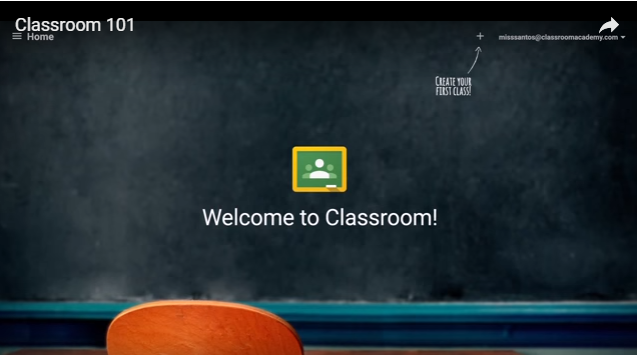 Classroom 101
Home
+
misssantos@classroomacademy.com
CREATE YOUR
FIRST CLASS!
Welcome to Classroom!